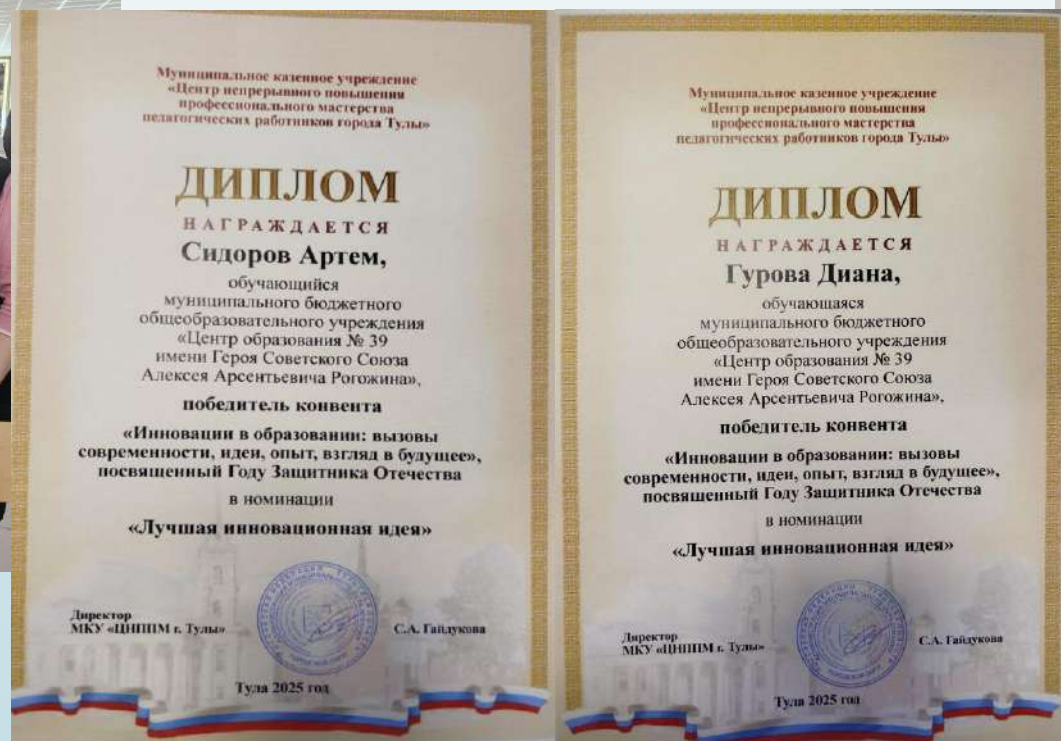 Муниципальное казенное учреждение
«Центр непрерывного повышения
профессионального мастерства
педагогических работников города Тулы»
ДИПЛОМ
НАГРАЖДАЕТСЯ
Сидоров Артем,
обучающийся
муниципального бюджетного
общеобразовательного учреждения
«Центр образования № 39
имени Героя Советского Союза
Алексея Арсентьевича Рогожина»,
победитель конвента
«Инновации в образовании: вызовы
современности, идеи, опыт, взгляд в будущее»,
посвященный Году Защитника Отечества
в номинации
«Лучшая инновационная идея»
Директор
МКУ «ЦНППМ г. Тулы»
С.А. Гайдукова
Тула 2025 год
Муниципальное казенное учреждение
«Центр непрерывного повышения
профессионального мастерства
педагогических работников города Тулы»
ДИПЛОМ
НАГРАЖДАЕТСЯ
Гурова Диана,
обучающаяся
муниципального бюджетного
общеобразовательного учреждения
«Центр образования № 39
имени Героя Советского Союза
Алексея Арсентьевича Рогожина»,
победитель конвента
«Инновации в образовании: вызовы
современности, идеи, опыт, взгляд в будущее»,
посвященный Году Защитника Отечества
в номинации
«Лучшая инновационная идея»
Директор
МКУ «ЦНППМ г. Тулы»
С.А. Гайдукова
Тула 2025 год